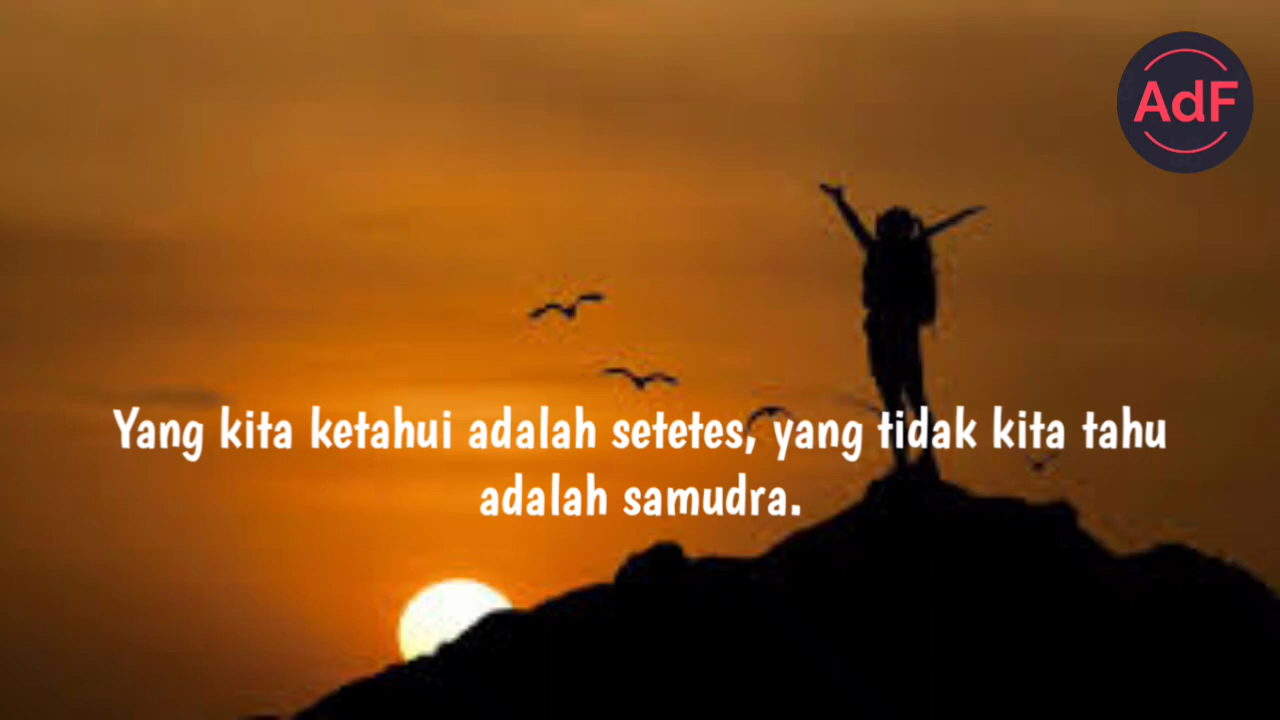 AdF
Yang kita ketahui adalah setetes, yang tidak kita tahu
adalah samudra.